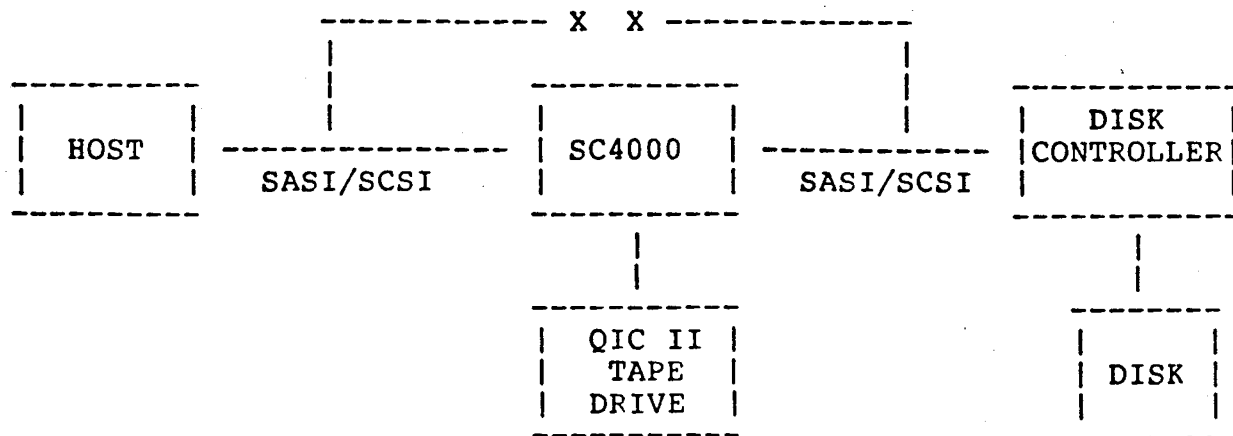 X X
HOST
SC4000
DISK
CONTROLLER
SASI/SCSI
SASI/SCSI
QIC II
TAPE
DRIVE
DISK